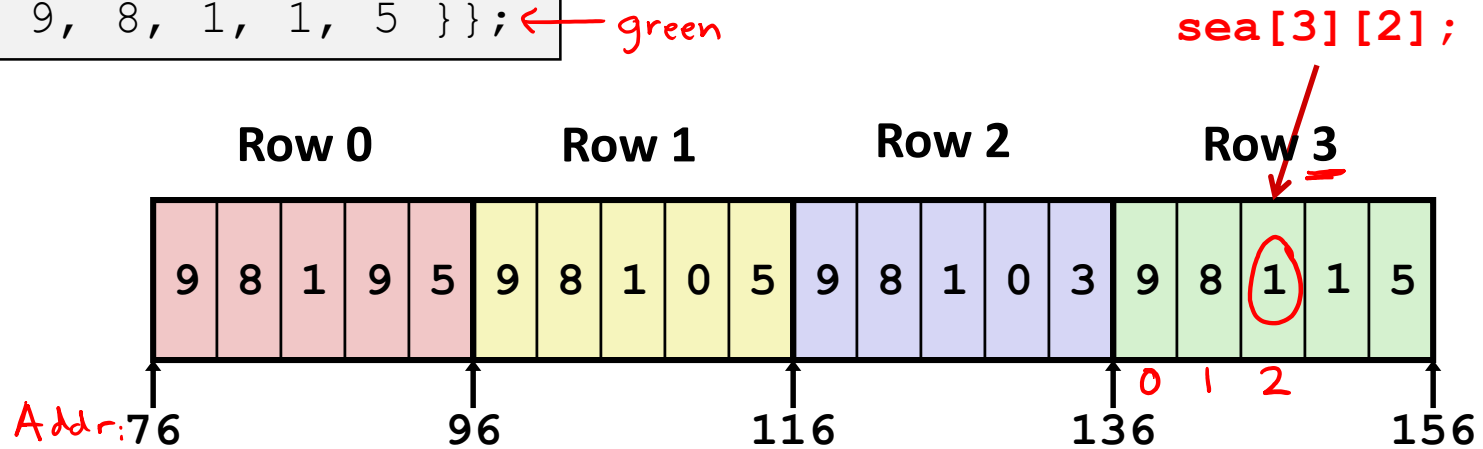 9, 8, 1, 1, 5 }}; green
sea[3][2];
Row 0 Row 1 Row 2 Row 3
9 8 1 9 5 9 8 1 0 5 9 8 1 0 3 9 8 1 1 5
0 1 2
Addr: 76 96 116 136 156